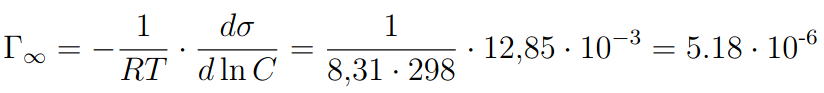 Γ∞ = −1/RT · dσ/d ln C = 1/8,31 · 298 · 12,85 · 10⁻³ = 5.18 · 10⁻⁶